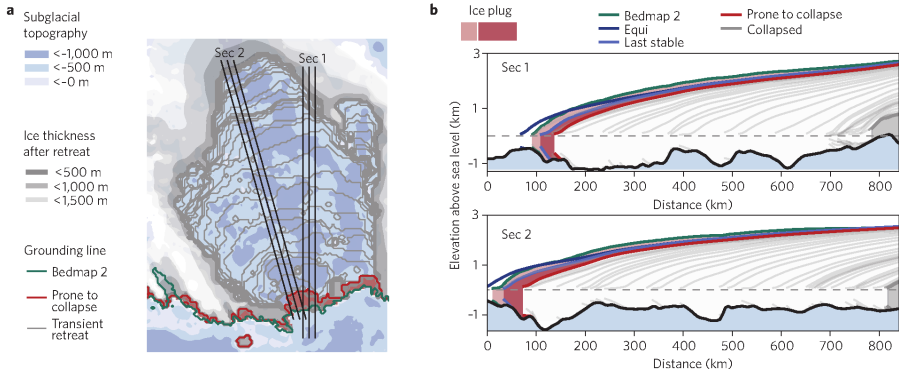 a
Subglacial
topography
<-1,000 m
<-500 m
<-0 m
Ice thickness
after retreat
<500 m
<1,000 m
<1,500 m
Grounding line
Bedmap 2
Prone to
collapse
Transient
retreat
Sec 2
Sec 1
b
Ice plug
Bedmap 2
Equi
Last stable
Prone to collapse
Collapsed
Elevation above sea level (km)
Sec 1
3
1
-1
0 100 200 300 400 500 600 700 800
Distance (km)
Sec 2
3
1
-1
0 100 200 300 400 500 600 700 800
Distance (km)